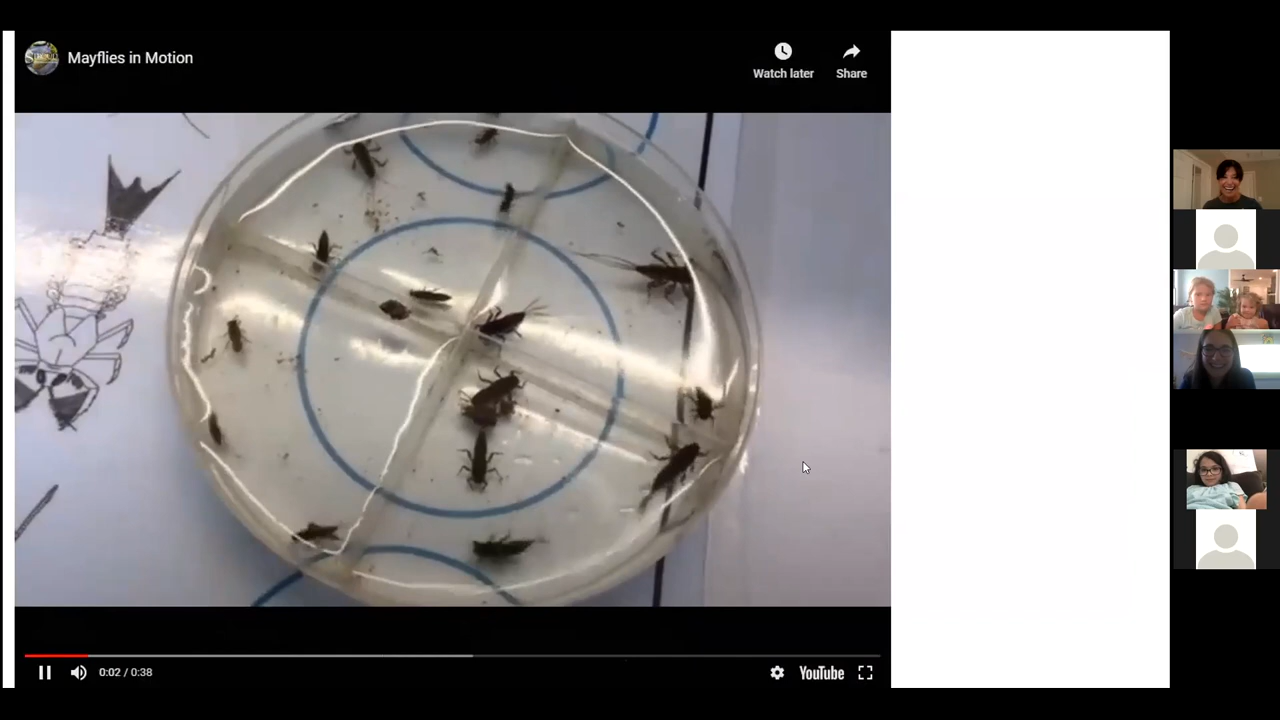 Mayflies in Motion
Watch later
Share
0:02 / 0:38
YouTube